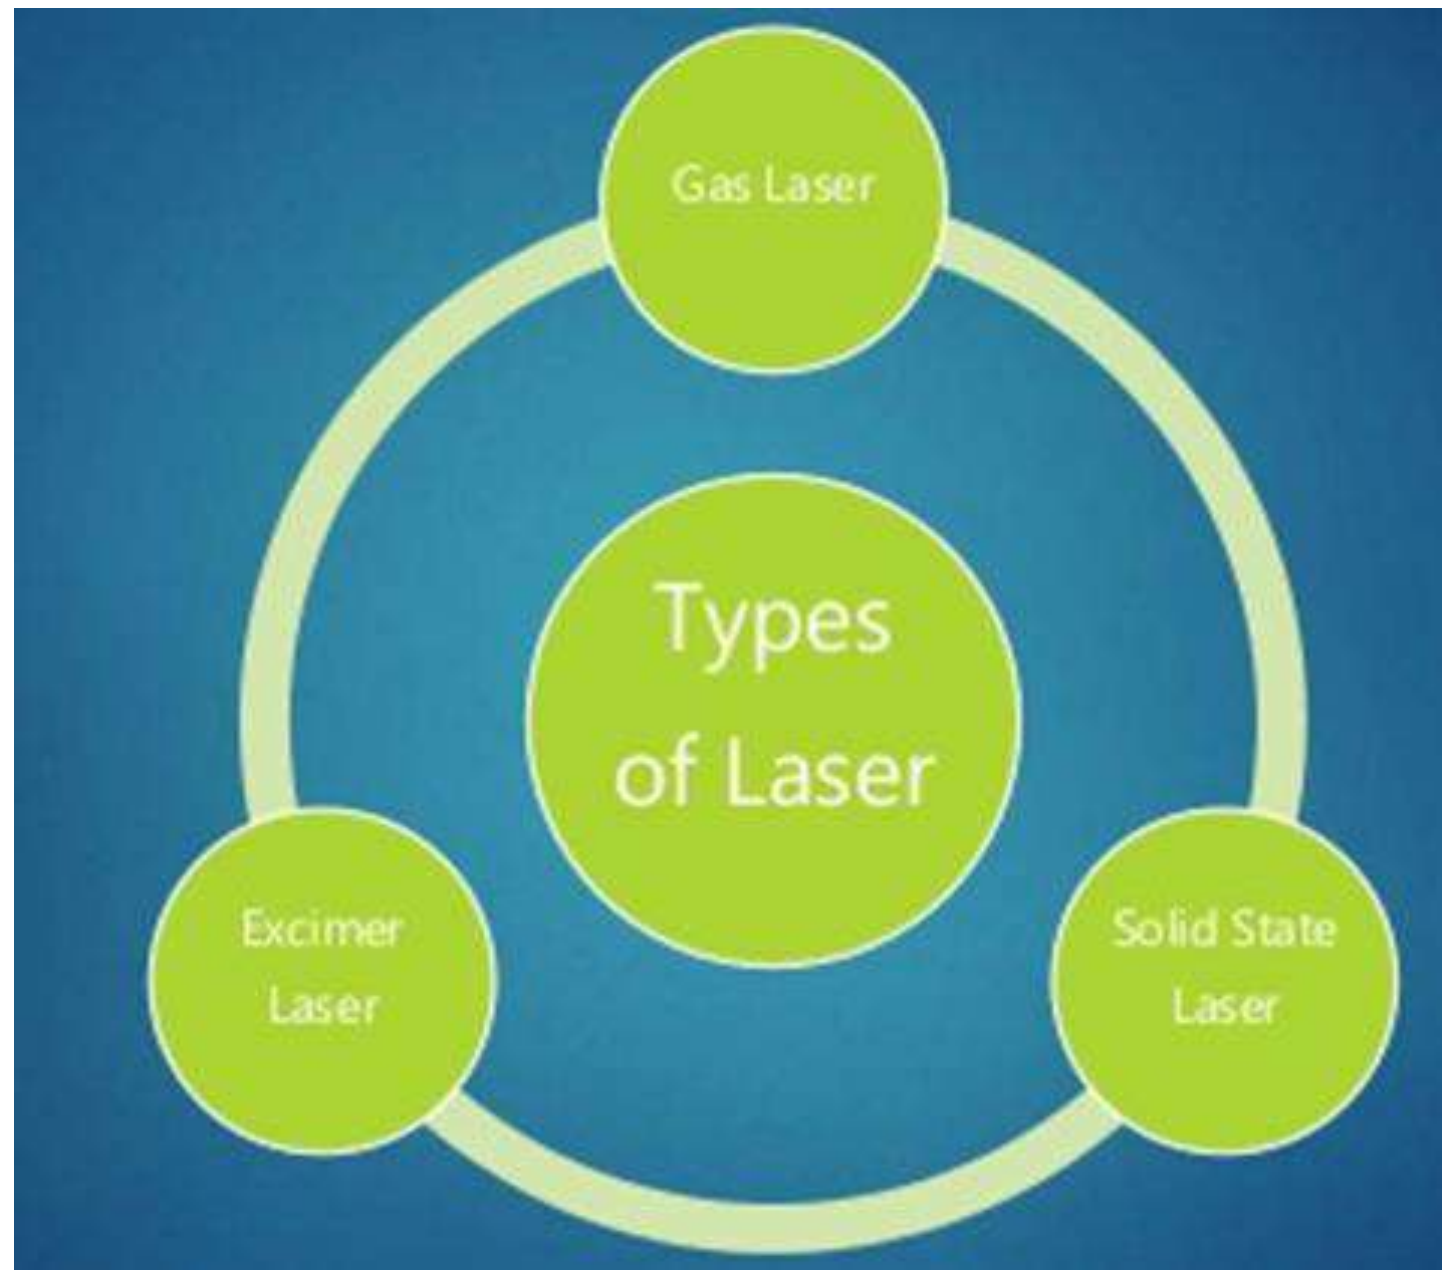 Gas Laser
Types
of Laser
Excimer
Laser
Solid State
Laser